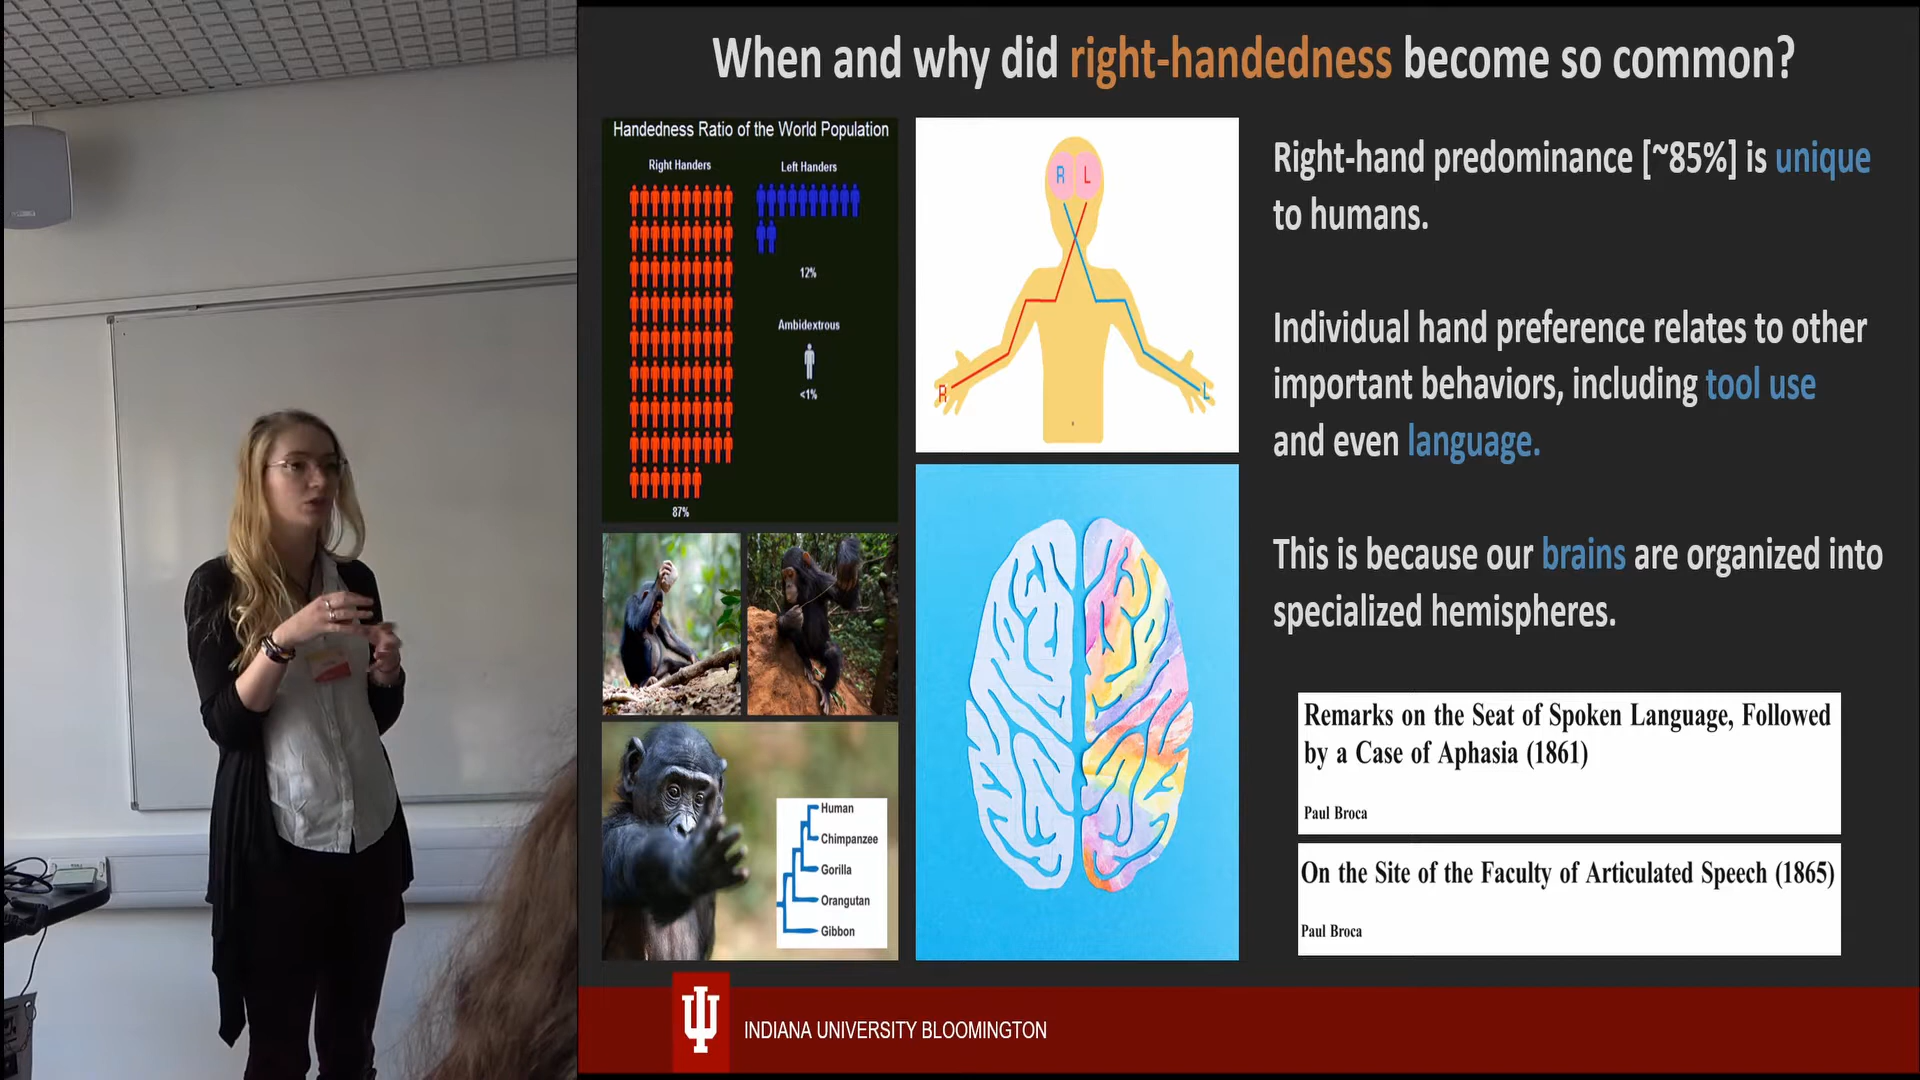 When and why did right-handedness become so common?
Handedness Ratio of the World Population
Right Handers
Left Handers
12%
Ambidextrous
<1%
87%
R L
R
L
Human
Chimpanzee
Gorilla
Orangutan
Gibbon
Right-hand predominance [~85%] is unique
to humans.
Individual hand preference relates to other
important behaviors, including tool use
and even language.
This is because our brains are organized into
specialized hemispheres.
Remarks on the Seat of Spoken Language, Followed
by a Case of Aphasia (1861)
Paul Broca
On the Site of the Faculty of Articulated Speech (1865)
Paul Broca
INDIANA UNIVERSITY BLOOMINGTON